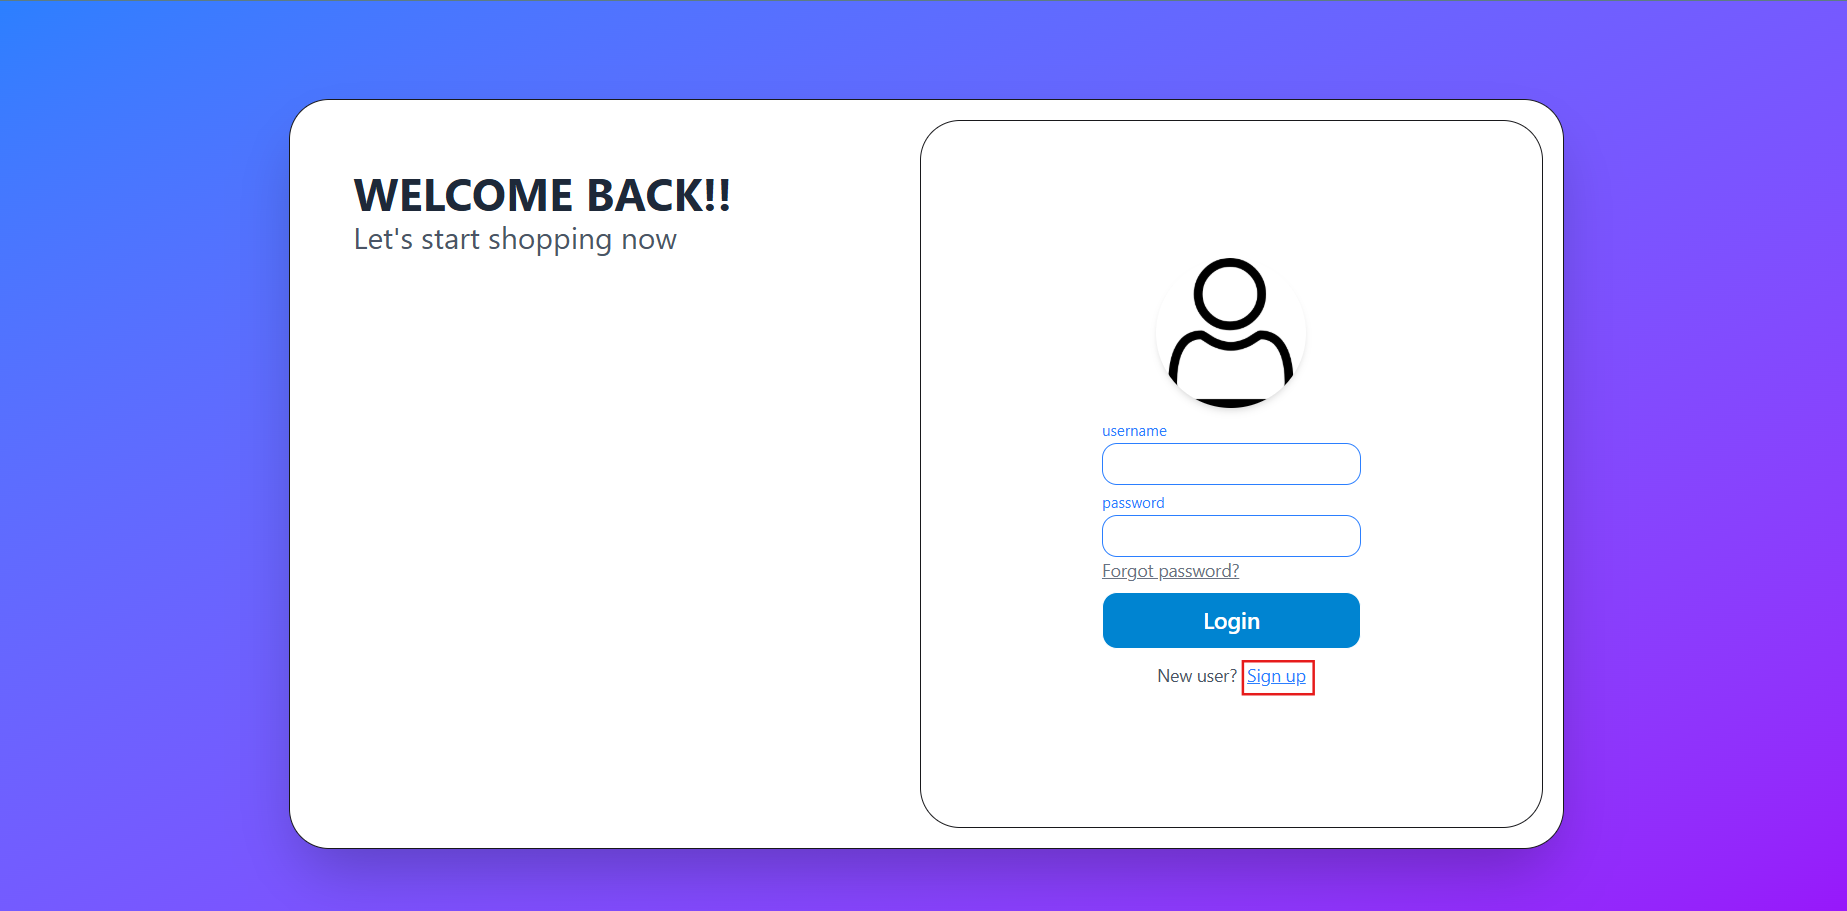 WELCOME BACK!!
Let's start shopping now
username
password
Forgot password?
Login
New user? Sign up